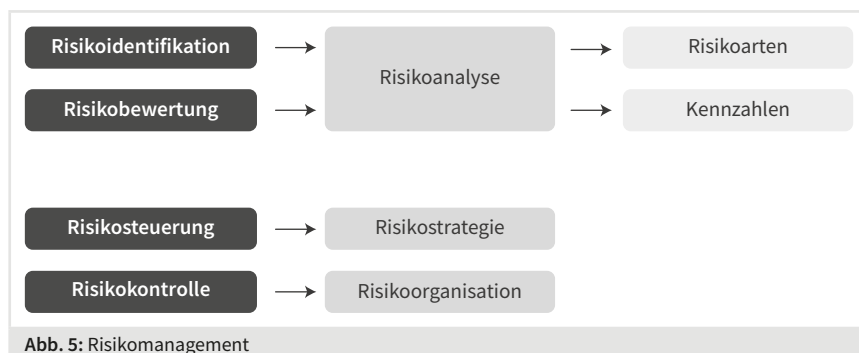 Risikoidentifikation
Risikoanalyse
Risikoarten
Risikobewertung
Kennzahlen
Risikosteuerung
Risikostrategie
Risikokontrolle
Risikoorganisation
Abb. 5: Risikomanagement